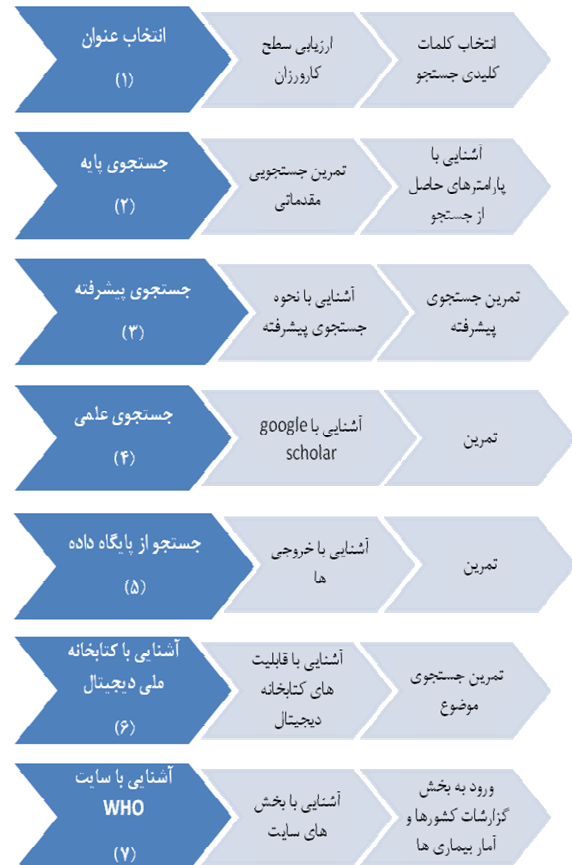 انتخاب عنوان
(۱)
ارزیابی سطح
کارورزان
انتخاب کلمات
کلیدی جستجو
جستجوی پایه
(۲)
تمرین جستجویی
مقدماتی
آشنایی با
پارامترهای حاصل
از جستجو
جستجوی پیشرفته
(۳)
آشنایی با نحوه
جستجوی پیشرفته
تمرین جستجوی
پیشرفته
جستجوی علمی
(۴)
آشنایی با google
scholar
تمرین
جستجو از پایگاه داده
(۵)
آشنایی با خروجی
ها
تمرین
آشنایی با کتابخانه
ملی دیجیتال
(۶)
آشنایی با قابلیت
های کتابخانه
دیجیتال
تمرین جستجوی
موضوع
آشنایی با سایت
WHO
(۷)
آشنایی با بخش
های سایت
ورود به بخش
گزارشات کشورها و
آمار بیماری ها